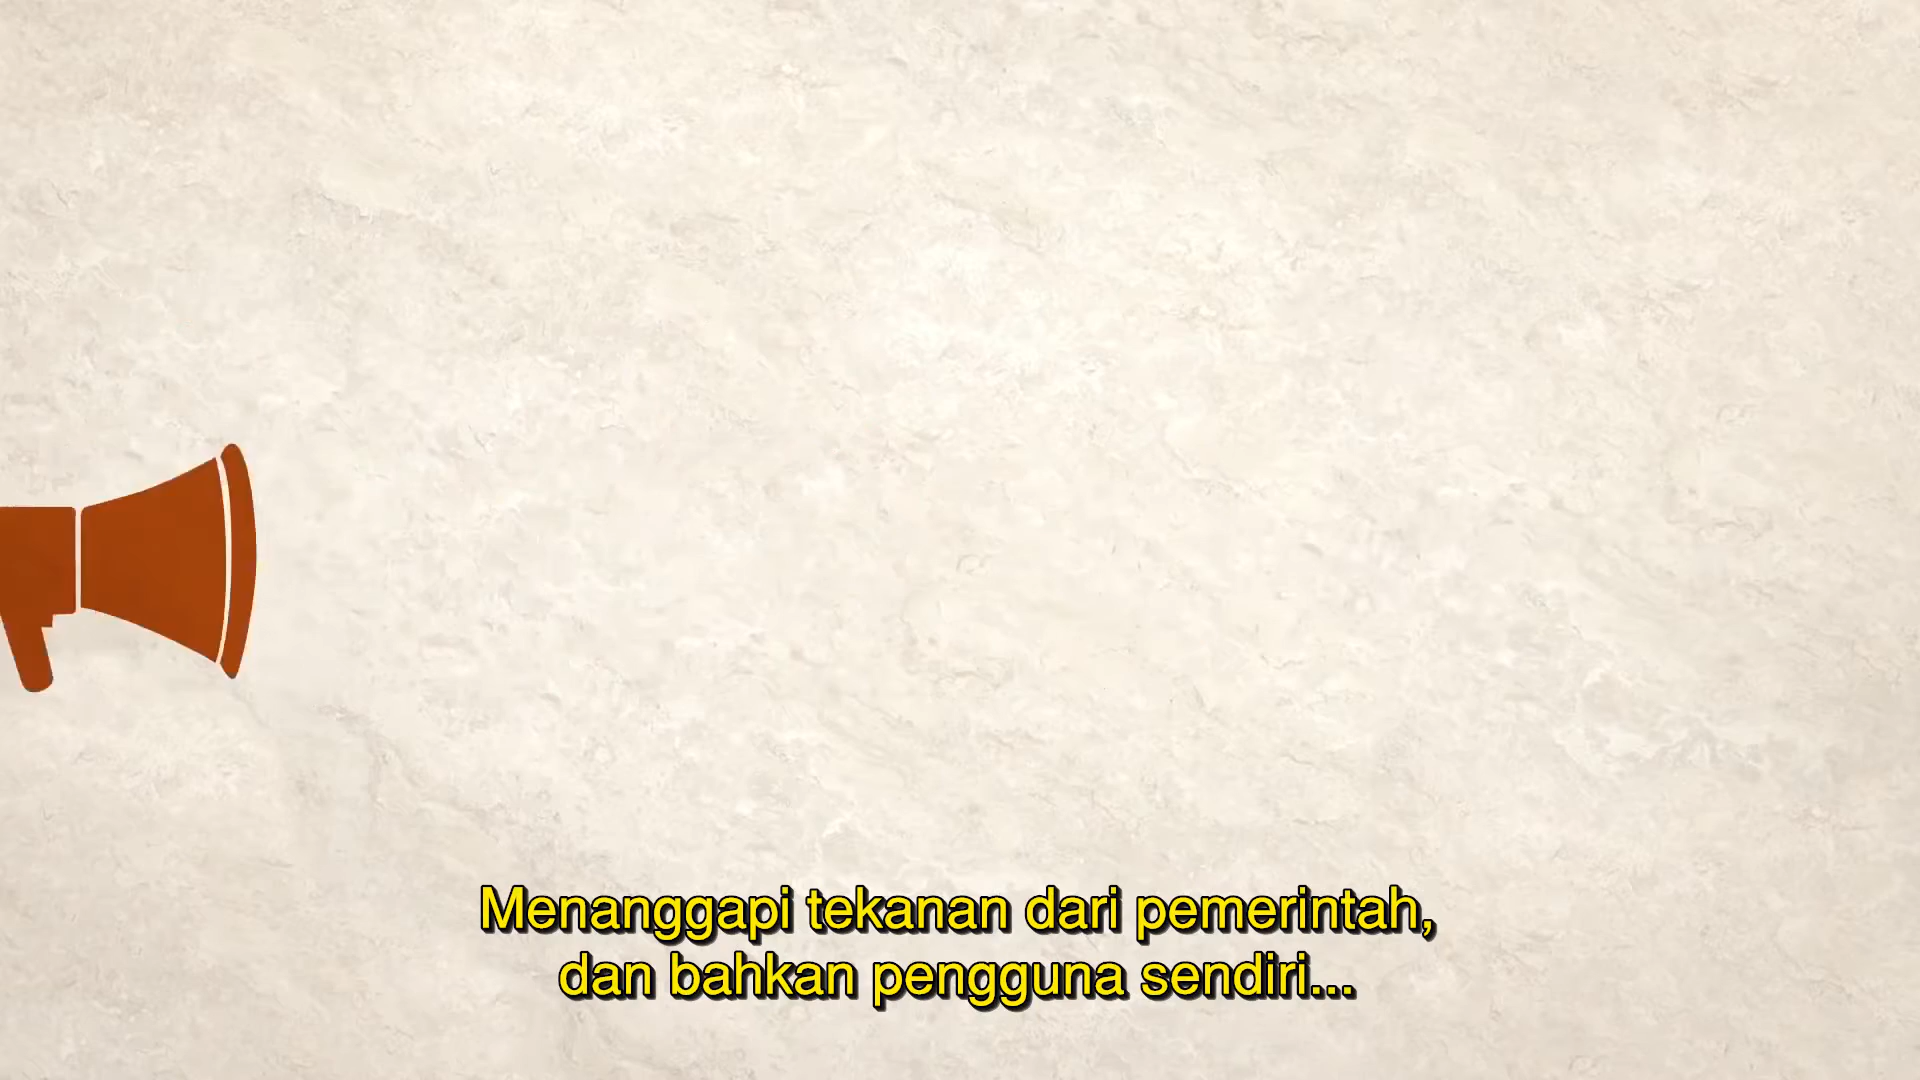 Menanggapi tekanan dari pemerintah,
dan bahkan pengguna sendiri...